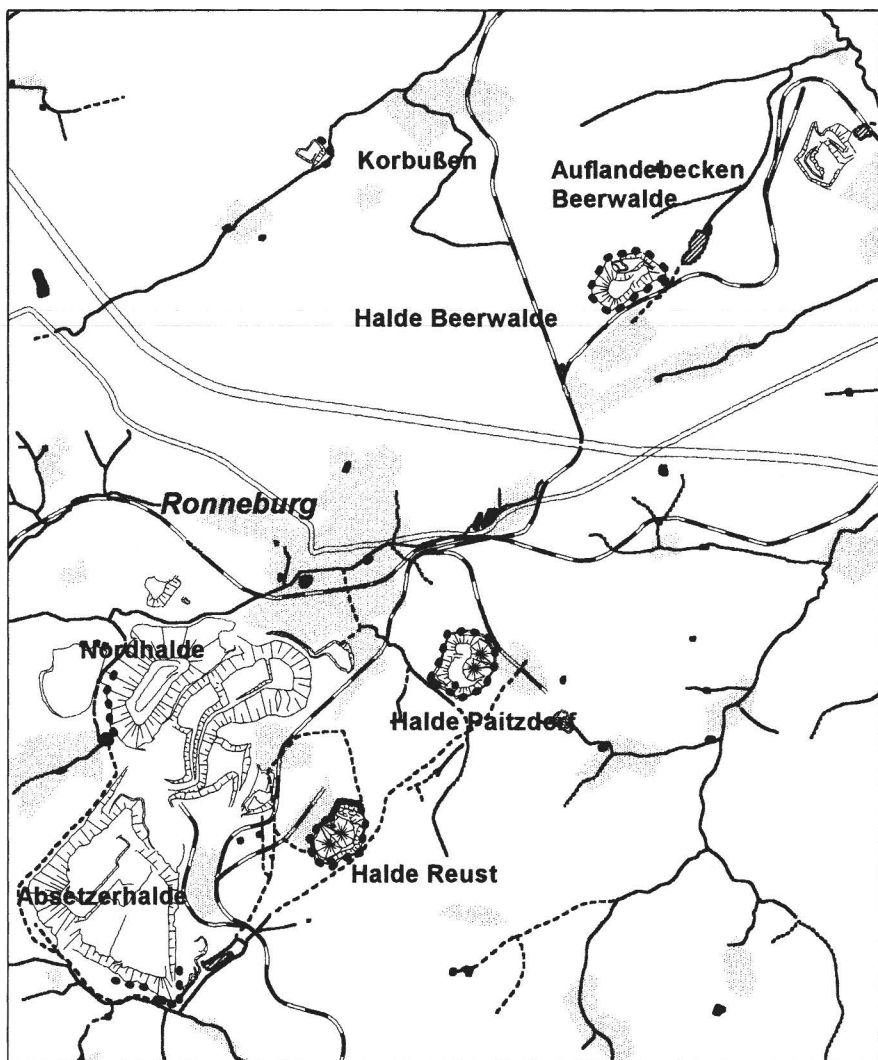 Korbußen
Auflandebecken
Beerwalde
Halde Beerwalde
Ronneburg
Nordhalde
Halde Paitzdorf
Halde Reust
Absetzerhalde